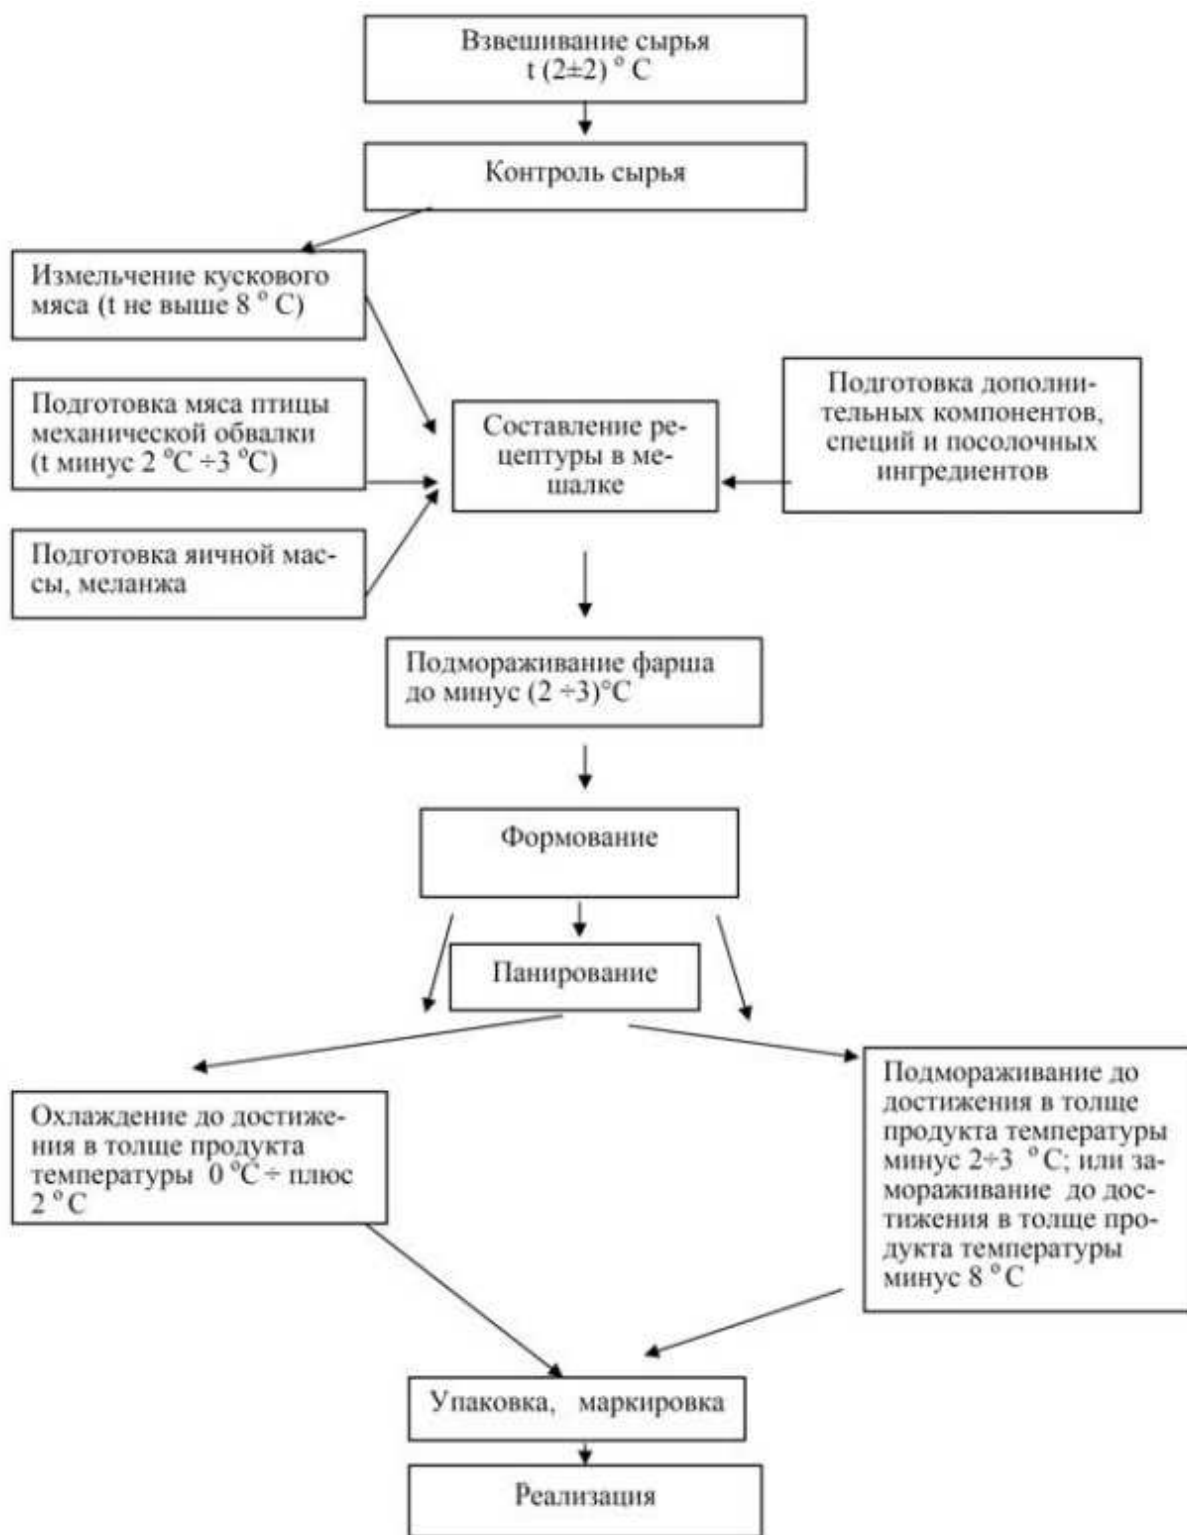 Взвешивание сырья
t (2±2) ° С
Контроль сырья
Измельчение кускового
мяса (t не выше 8 ° С)
Подготовка мяса птицы
механической обвалки
(t минус 2 °С ÷3 °С)
Подготовка яичной мас-
сы, меланжа
Составление ре-
цептуры в ме-
шалке
Подготовка дополни-
тельных компонентов,
специй и посолочных
ингредиентов
Подмораживание фарша
до минус (2 ÷3)°С
Формование
Панирование
Охлаждение до достиже-
ния в толще продукта
температуры 0 °С ÷ плюс
2 ° С
Подмораживание до
достижения в толще
продукта температуры
минус 2÷3 ° С; или за-
мораживание до дос-
тижения в толще про-
дукта температуры
минус 8 ° С
Упаковка, маркировка
Реализация